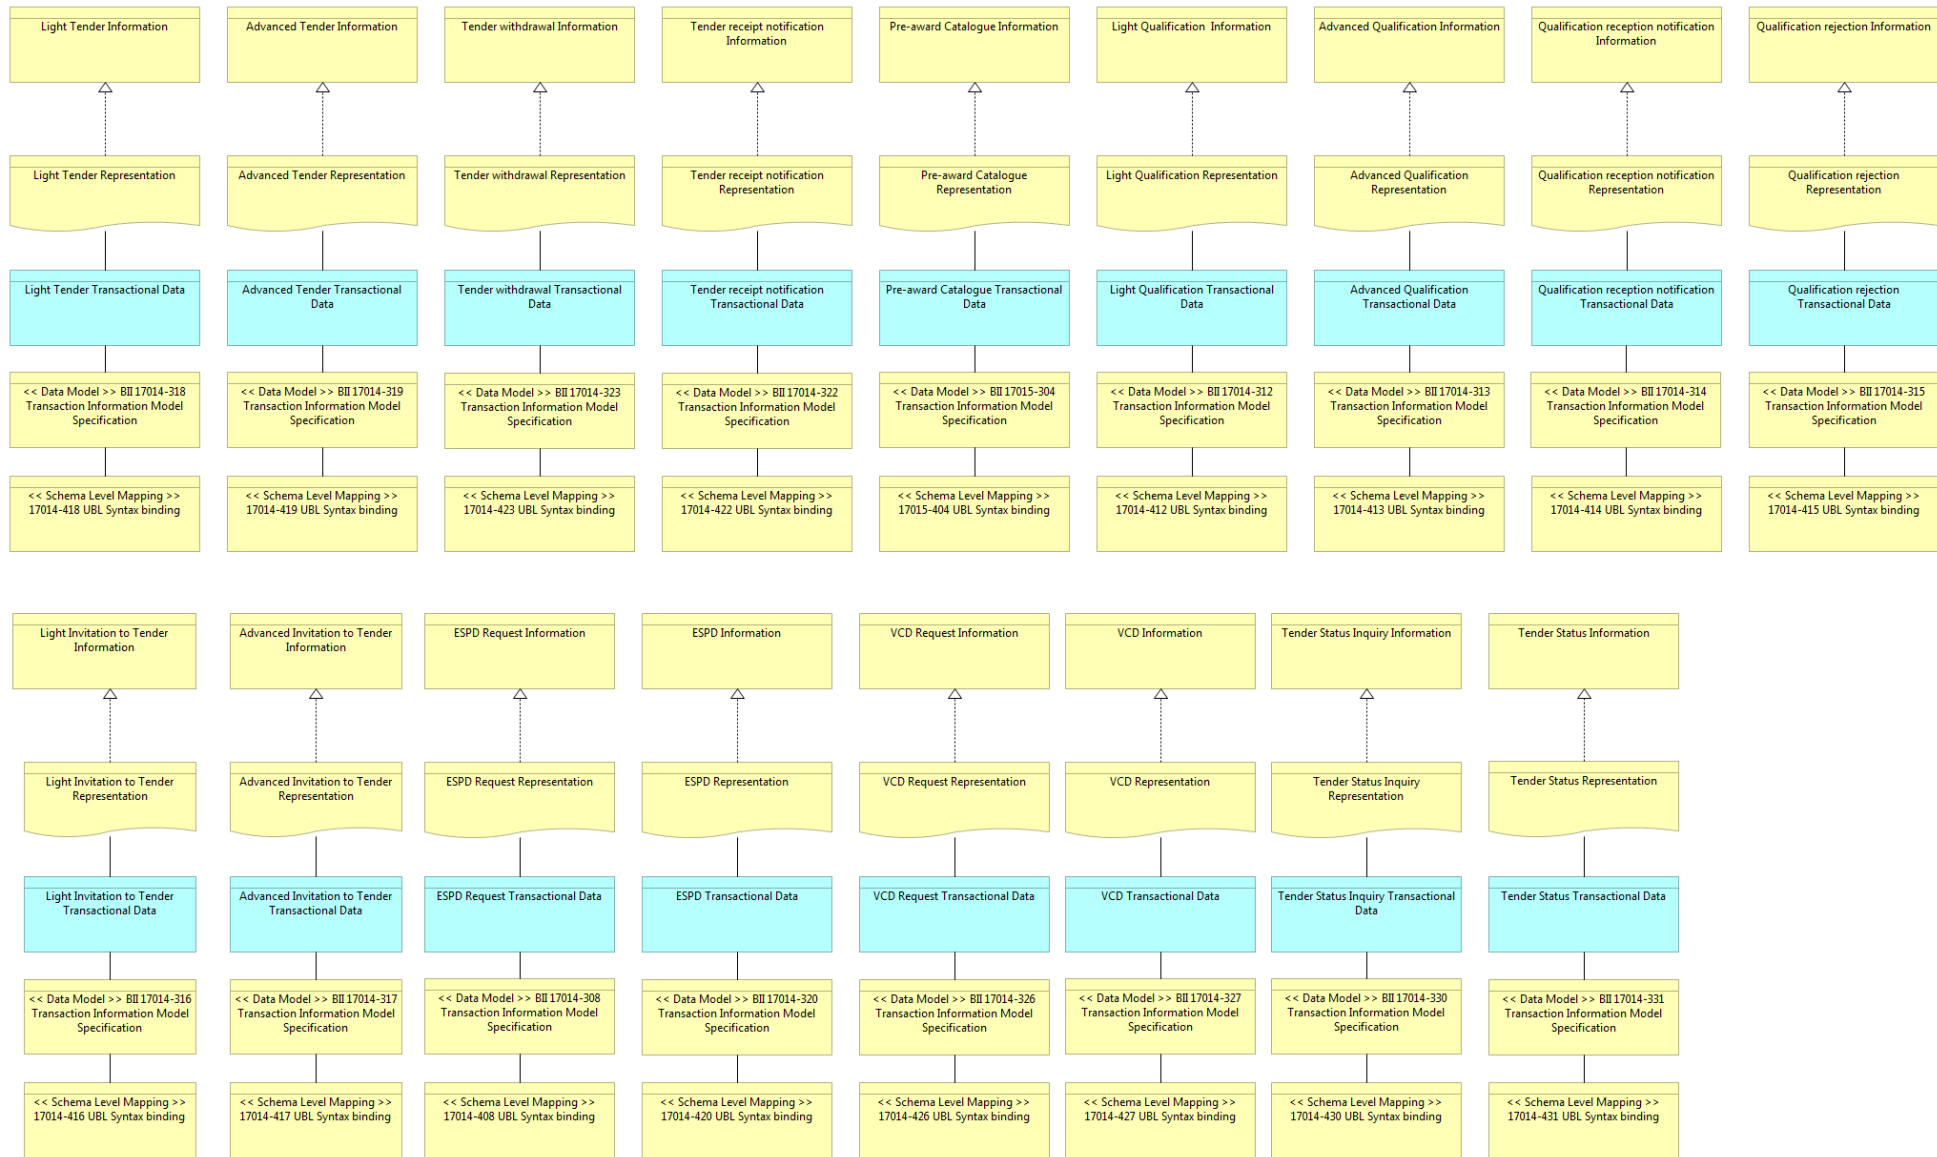 Light Tender Information
Advanced Tender Information
Tender withdrawal Information
Tender receipt notification
Information
Pre-award Catalogue Information
Light Qualification  Information
Advanced Qualification Information
Qualification reception notification
Information
Qualification rejection Information
Light Tender Representation
Advanced Tender Representation
Tender withdrawal Representation
Tender receipt notification
Representation
Pre-award Catalogue
Representation
Light Qualification Representation
Advanced Qualification
Representation
Qualification reception notification
Representation
Qualification rejection
Representation
Light Tender Transactional Data
Advanced Tender Transactional
Data
Tender withdrawal Transactional
Data
Tender receipt notification
Transactional Data
Pre-award Catalogue Transactional
Data
Light Qualification Transactional
Data
Advanced Qualification
Transactional Data
Qualification reception notification
Transactional Data
Qualification rejection
Transactional Data
<< Data Model >> BII 17014-318
Transaction Information Model
Specification
<< Data Model >> BII 17014-319
Transaction Information Model
Specification
<< Data Model >> BII 17014-323
Transaction Information Model
Specification
<< Data Model >> BII 17014-322
Transaction Information Model
Specification
<< Data Model >> BII 17015-304
Transaction Information Model
Specification
<< Data Model >> BII 17014-312
Transaction Information Model
Specification
<< Data Model >> BII 17014-313
Transaction Information Model
Specification
<< Data Model >> BII 17014-314
Transaction Information Model
Specification
<< Data Model >> BII 17014-315
Transaction Information Model
Specification
<< Schema Level Mapping >>
17014-418 UBL Syntax binding
<< Schema Level Mapping >>
17014-419 UBL Syntax binding
<< Schema Level Mapping >>
17014-423 UBL Syntax binding
<< Schema Level Mapping >>
17014-422 UBL Syntax binding
<< Schema Level Mapping >>
17015-404 UBL Syntax binding
<< Schema Level Mapping >>
17014-412 UBL Syntax binding
<< Schema Level Mapping >>
17014-413 UBL Syntax binding
<< Schema Level Mapping >>
17014-414 UBL Syntax binding
<< Schema Level Mapping >>
17014-415 UBL Syntax binding
Light Invitation to Tender
Information
Advanced Invitation to Tender
Information
ESPD Request Information
ESPD Information
VCD Request Information
VCD Information
Tender Status Inquiry Information
Tender Status Information
Light Invitation to Tender
Representation
Advanced Invitation to Tender
Representation
ESPD Request Representation
ESPD Representation
VCD Request Representation
VCD Representation
Tender Status Inquiry
Representation
Tender Status Representation
Light Invitation to Tender
Transactional Data
Advanced Invitation to Tender
Transactional Data
ESPD Request Transactional Data
ESPD Transactional Data
VCD Request Transactional Data
VCD Transactional Data
Tender Status Inquiry Transactional
Data
Tender Status Transactional Data
<< Data Model >> BII 17014-316
Transaction Information Model
Specification
<< Data Model >> BII 17014-317
Transaction Information Model
Specification
<< Data Model >> BII 17014-308
Transaction Information Model
Specification
<< Data Model >> BII 17014-320
Transaction Information Model
Specification
<< Data Model >> BII 17014-326
Transaction Information Model
Specification
<< Data Model >> BII 17014-327
Transaction Information Model
Specification
<< Data Model >> BII 17014-330
Transaction Information Model
Specification
<< Data Model >> BII 17014-331
Transaction Information Model
Specification
<< Schema Level Mapping >>
17014-416 UBL Syntax binding
<< Schema Level Mapping >>
17014-417 UBL Syntax binding
<< Schema Level Mapping >>
17014-408 UBL Syntax binding
<< Schema Level Mapping >>
17014-420 UBL Syntax binding
<< Schema Level Mapping >>
17014-426 UBL Syntax binding
<< Schema Level Mapping >>
17014-427 UBL Syntax binding
<< Schema Level Mapping >>
17014-430 UBL Syntax binding
<< Schema Level Mapping >>
17014-431 UBL Syntax binding